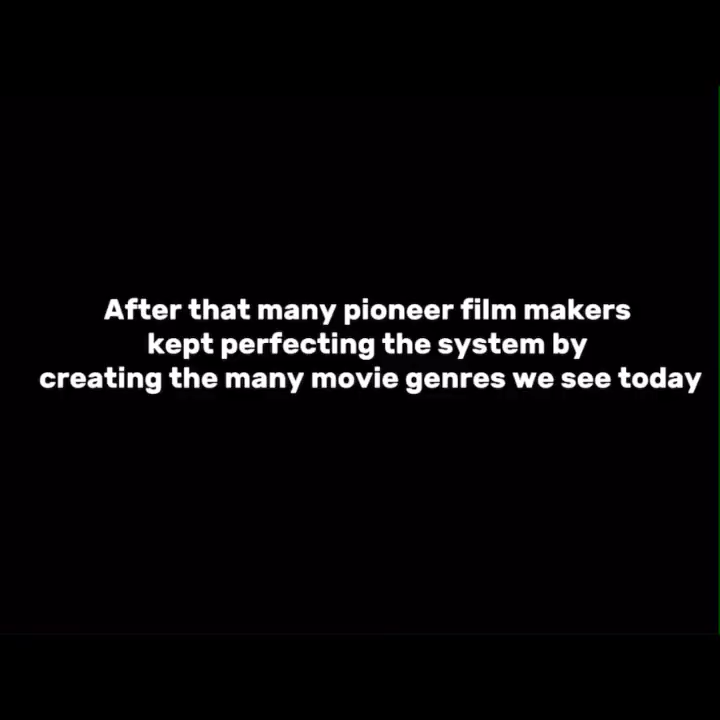 After that many pioneer film makers
kept perfecting the system by
creating the many movie genres we see today